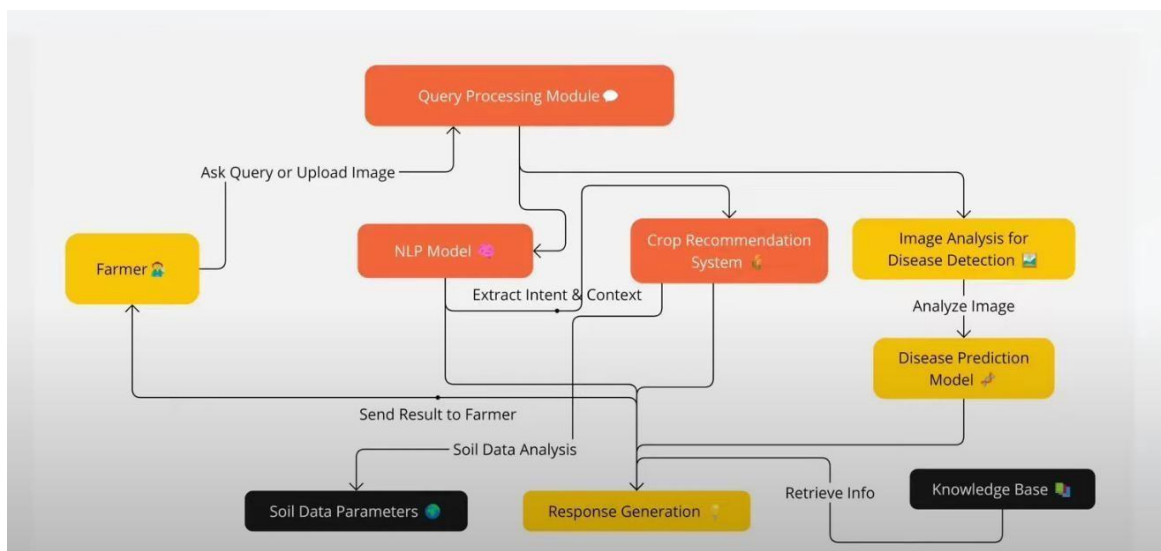 Query Processing Module
Ask Query or Upload Image
Farmer
NLP Model
Crop Recommendation
System
Image Analysis for
Disease Detection
Extract Intent & Context
Analyze Image
Disease Prediction
Model
Send Result to Farmer
Soil Data Analysis
Soil Data Parameters
Response Generation
Retrieve Info
Knowledge Base